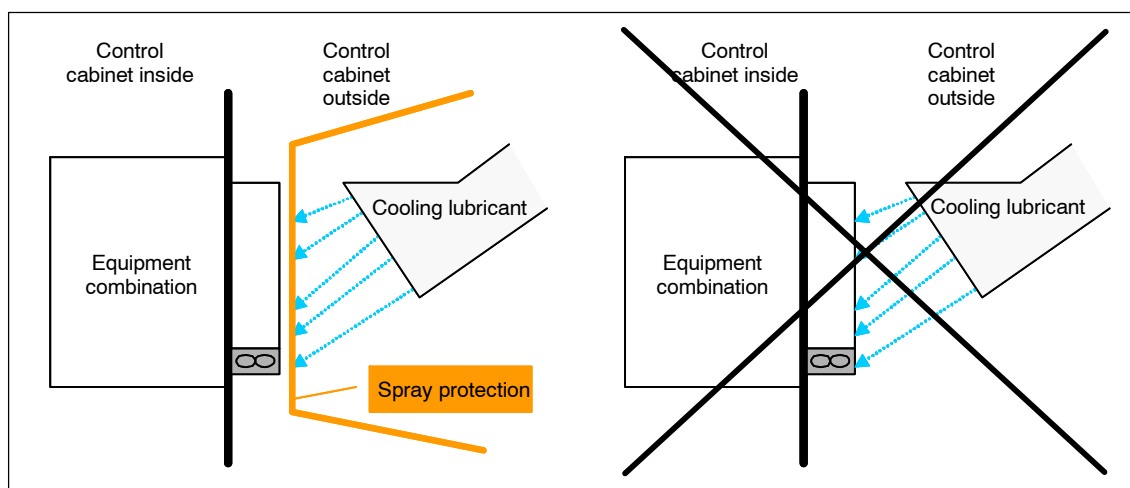 Control
cabinet inside
Control
cabinet
outside
Cooling lubricant
Equipment
combination
Spray protection
Control
cabinet inside
Control
cabinet
outside
Cooling lubricant
Equipment
combination